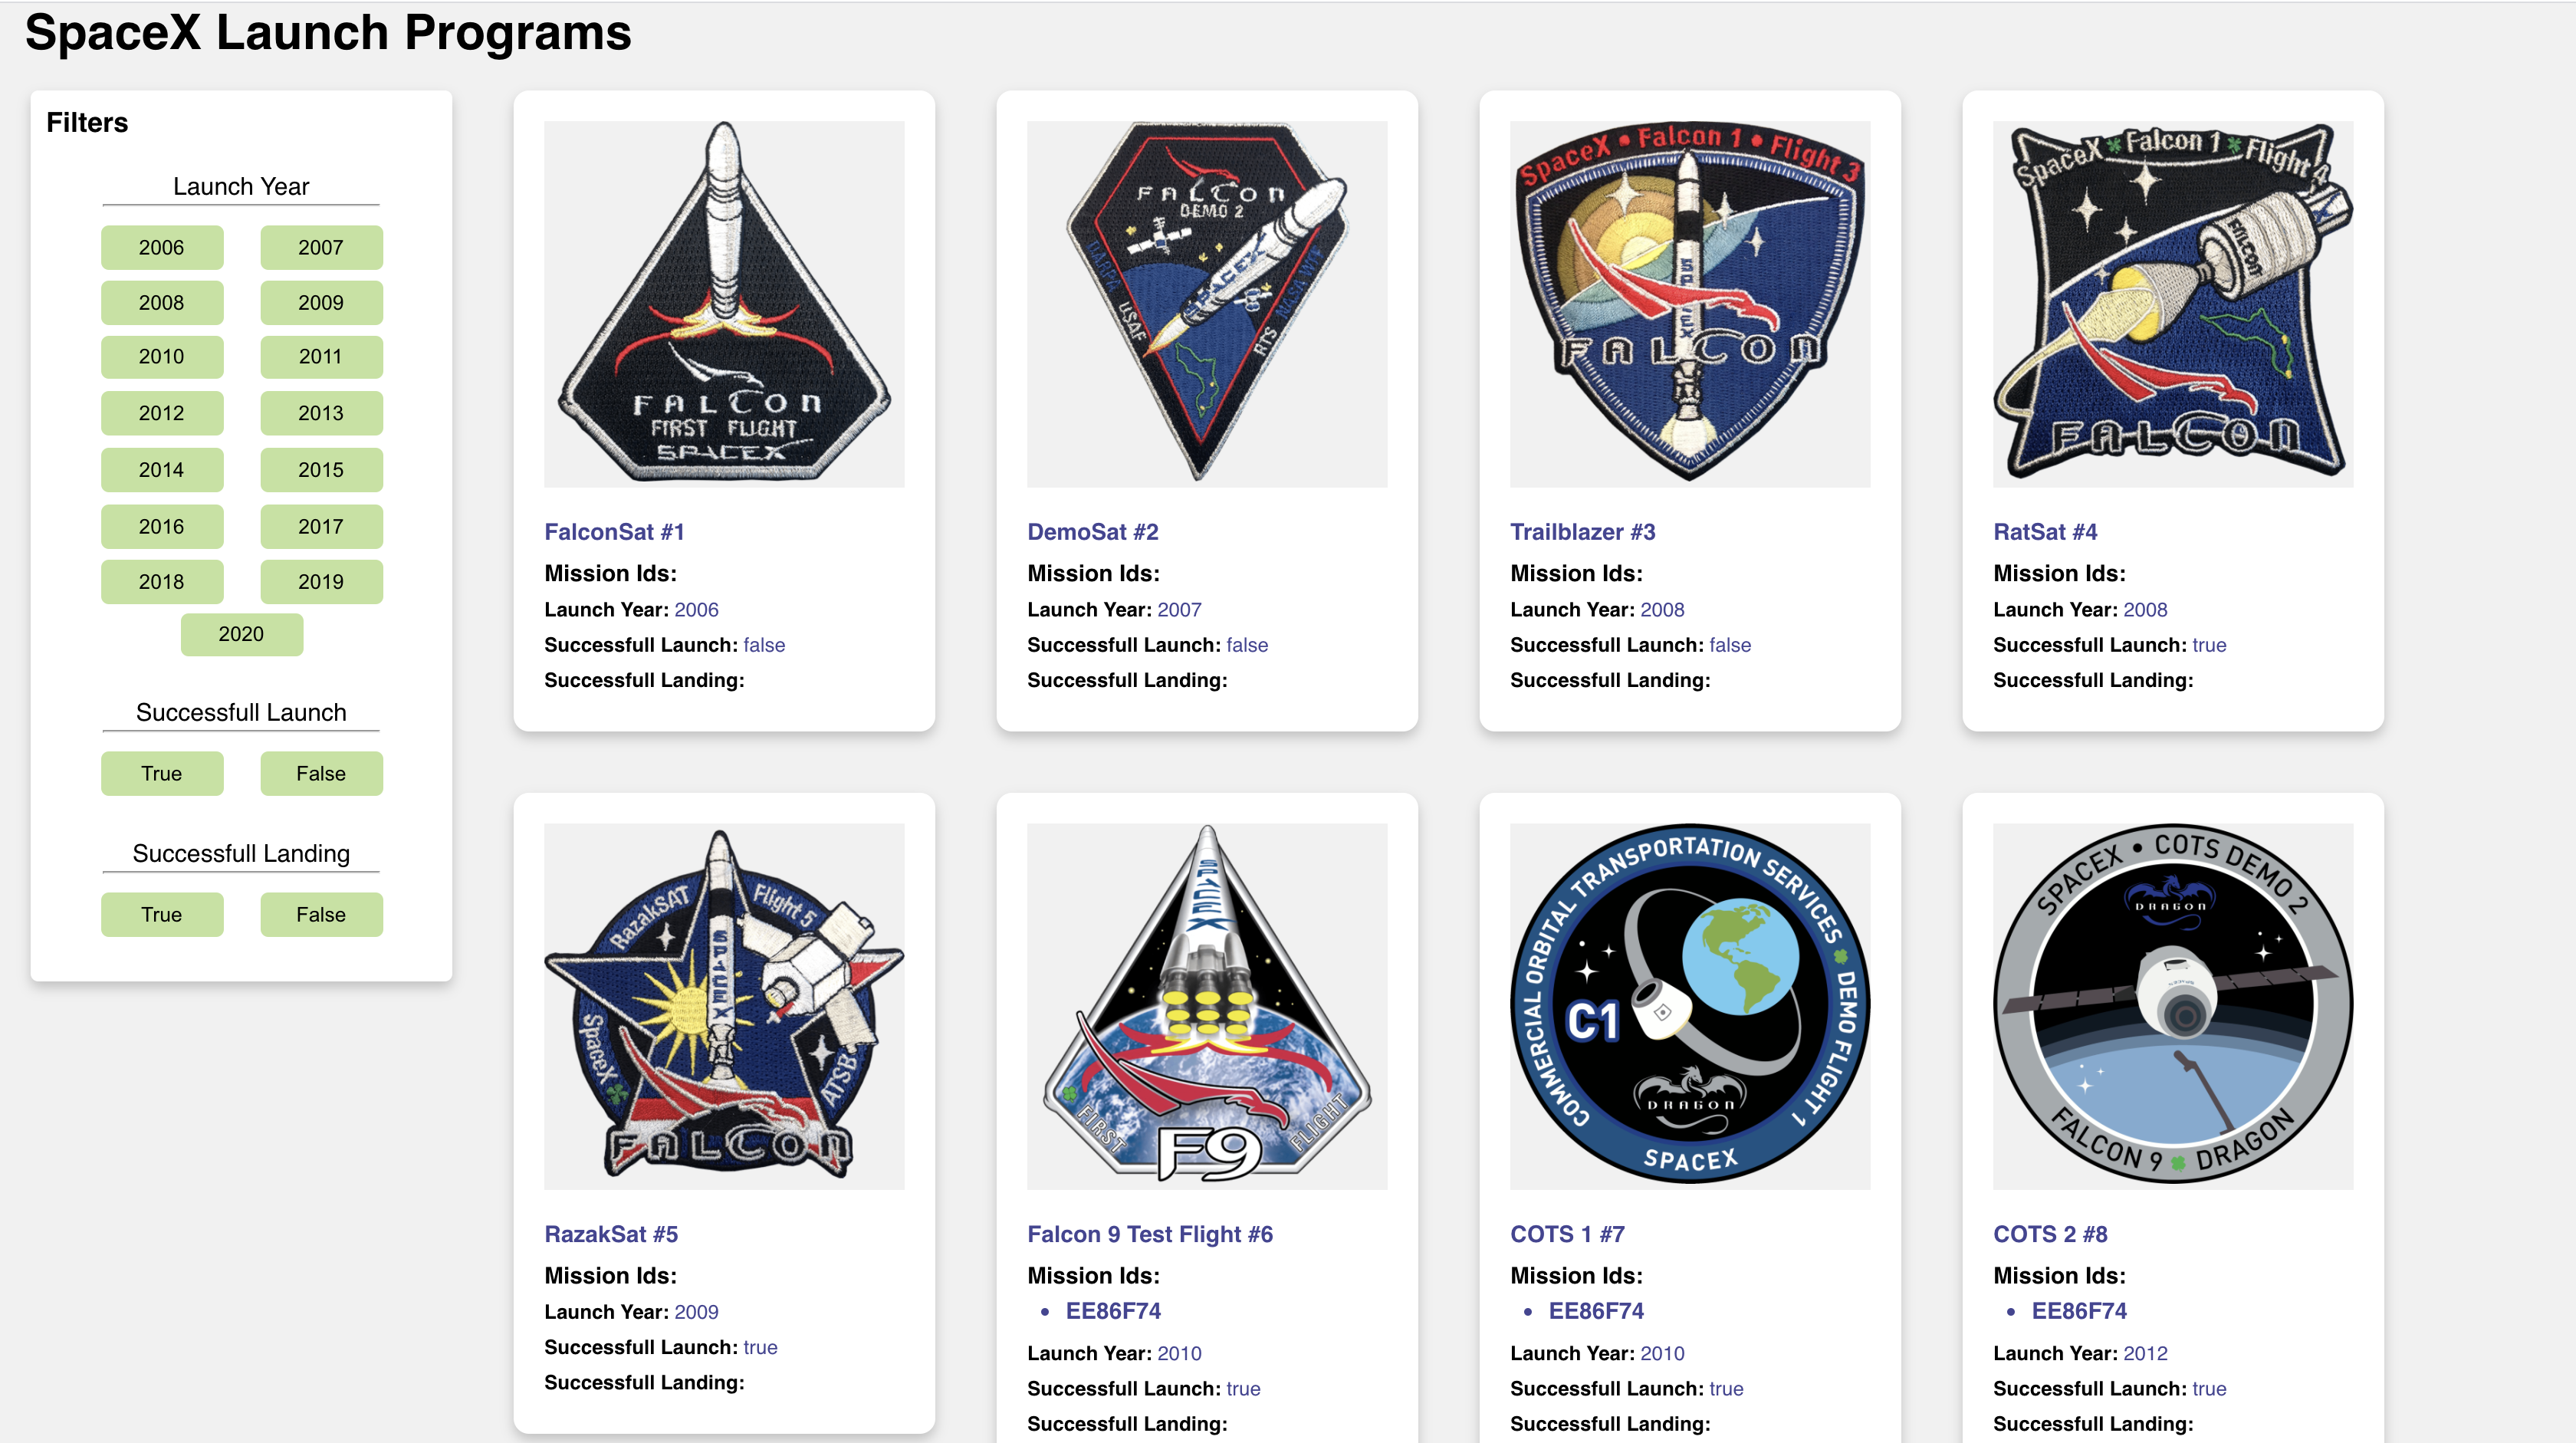 SpaceX Launch Programs
Filters
Launch Year
2006 2007
2008 2009
2010 2011
2012 2013
2014 2015
2016 2017
2018 2019
2020
Successfull Launch
True False
Successfull Landing
True False
FALCON
FIRST FLIGHT
SPACEX
FalconSat #1
Mission Ids:
Launch Year: 2006
Successfull Launch: false
Successfull Landing:
FALCON
DEMO 2
SPACEX
DARPA USAF
RTS NASA WFF
DemoSat #2
Mission Ids:
Launch Year: 2007
Successfull Launch: false
Successfull Landing:
SpaceX • Falcon 1 • Flight 3
SPACEX
FALCON
Trailblazer #3
Mission Ids:
Launch Year: 2008
Successfull Launch: false
Successfull Landing:
SpaceX Falcon 1 Flight 4
FALCON
FALCON
RatSat #4
Mission Ids:
Launch Year: 2008
Successfull Launch: true
Successfull Landing:
RazakSAT Flight 5
SPACEX
SpaceX
ATSB
FALCON
RazakSat #5
Mission Ids:
Launch Year: 2009
Successfull Launch: true
Successfull Landing:
SPACEX
FIRST FLIGHT
F9
Falcon 9 Test Flight #6
Mission Ids:
• EE86F74
Launch Year: 2010
Successfull Launch: true
Successfull Landing:
COMMERCIAL ORBITAL TRANSPORTATION SERVICES DEMO FLIGHT 1
C1
DRAGON
SPACEX
COTS 1 #7
Mission Ids:
• EE86F74
Launch Year: 2010
Successfull Launch: true
Successfull Landing:
SPACEX • COTS DEMO 2
DRAGON
FALCON 9 DRAGON
COTS 2 #8
Mission Ids:
• EE86F74
Launch Year: 2012
Successfull Launch: true
Successfull Landing: